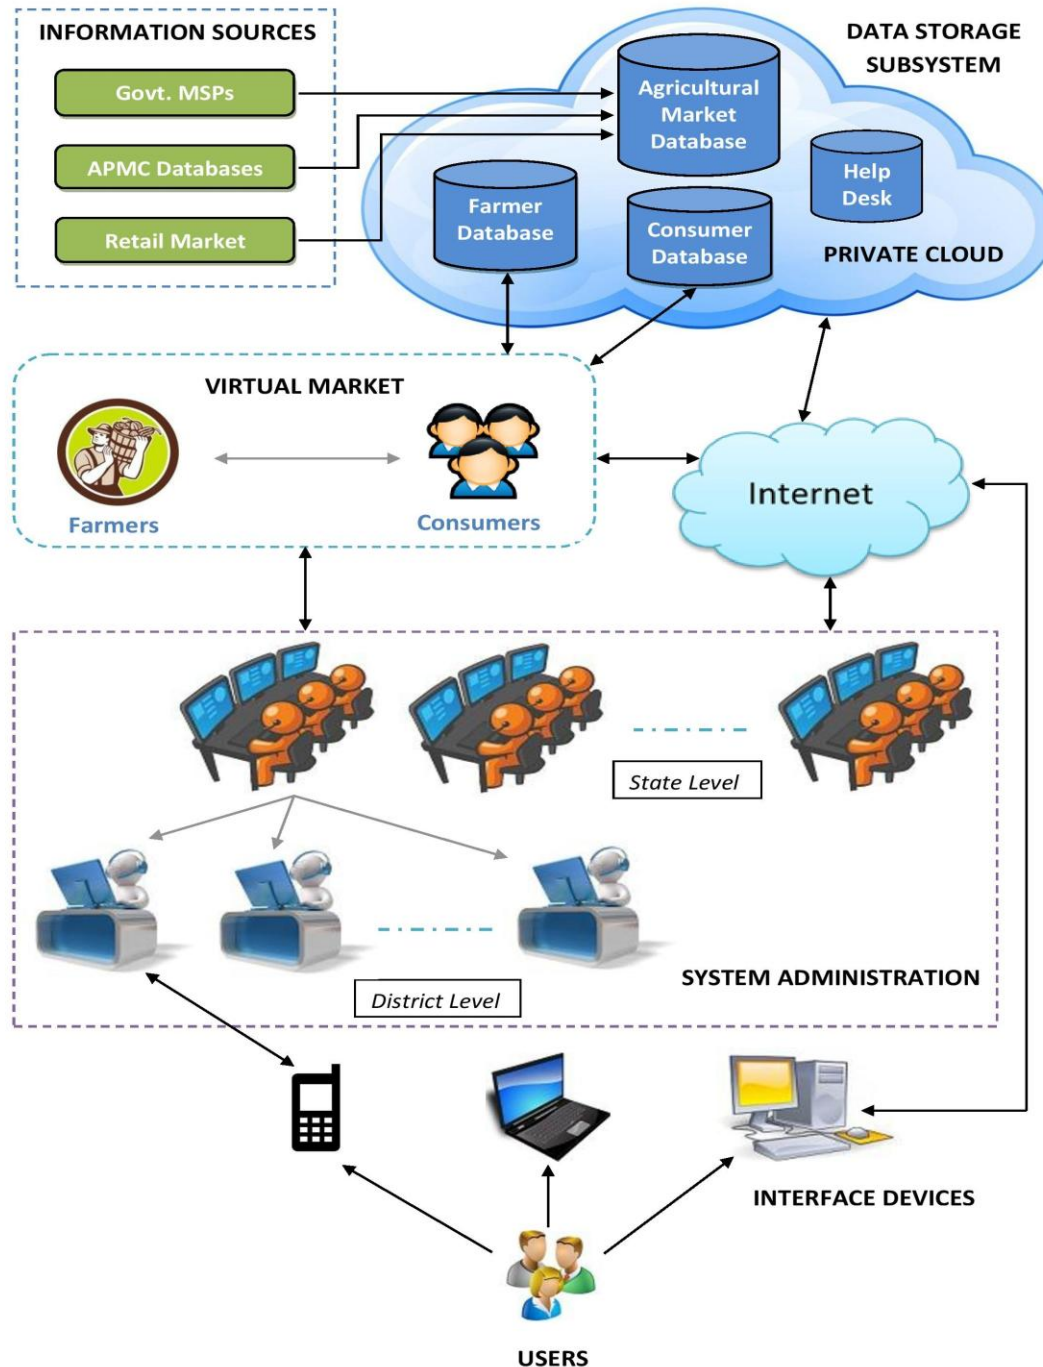 INFORMATION SOURCES
Govt. MSPs
APMC Databases
Retail Market
DATA STORAGE
SUBSYSTEM
Agricultural
Market
Database
Help
Desk
Farmer
Database
Consumer
Database
PRIVATE CLOUD
VIRTUAL MARKET
Farmers
Consumers
Internet
State Level
SYSTEM ADMINISTRATION
District Level
INTERFACE DEVICES
USERS